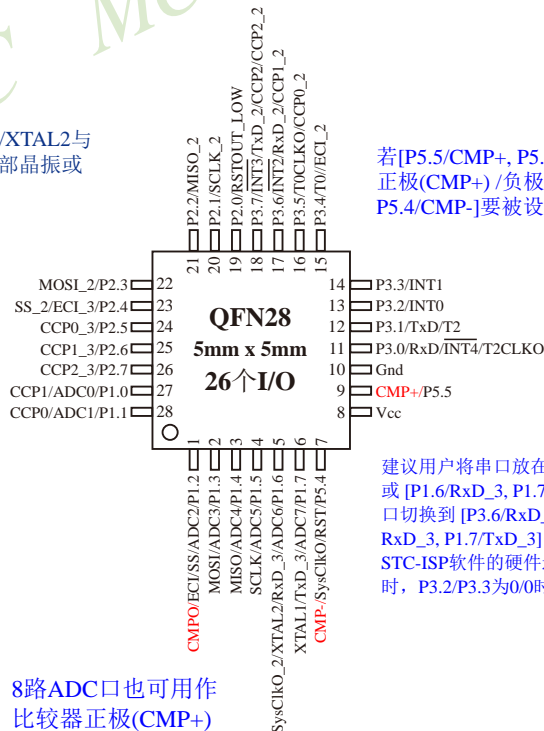 /XTAL2与
部晶振或
P2.2/MISO_2
P2.1/SCLK_2
P2.0/RSTOUT_LOW
P3.7/INT3/TxD_2/CCP2/CCP2_2
P3.6/INT2/RxD_2/CCP1_2
P3.5/T0CLKO/CCP0_2
P3.4/T0//ECI_2
若[P5.5/CMP+, P5.
正极(CMP+) /负极
P5.4/CMP-]要被设
21
20
19
18
17
16
15
MOSI_2/P2.3 22
SS_2/ECI_3/P2.4 23
CCP0_3/P2.5 24
CCP1_3/P2.6 25
CCP2_3/P2.7 26
CCP1/ADC0/P1.0 27
CCP0/ADC1/P1.1 28
QFN28
5mm x 5mm
26个I/O
14 P3.3/INT1
13 P3.2/INT0
12 P3.1/TxD/T2
11 P3.0/RxD/INT4/T2CLKO
10 Gnd
9 CMP+/P5.5
8 Vcc
1
2
3
4
5
6
7
CMPO/ECI/SS/ADC2/P1.2
MOSI/ADC3/P1.3
MISO/ADC4/P1.4
SCLK/ADC5/P1.5
SysClkO_2/XTAL2/RxD_3/ADC6/P1.6
XTAL1/TxD_3/ADC7/P1.7
CMP-/SysClkO/RST/P5.4
建议用户将串口放在
或 [P1.6/RxD_3, P1.7
口切换到 [P3.6/RxD_
RxD_3, P1.7/TxD_3]
STC-ISP软件的硬件
时，P3.2/P3.3为0/0时
8路ADC口也可用作
比较器正极(CMP+)